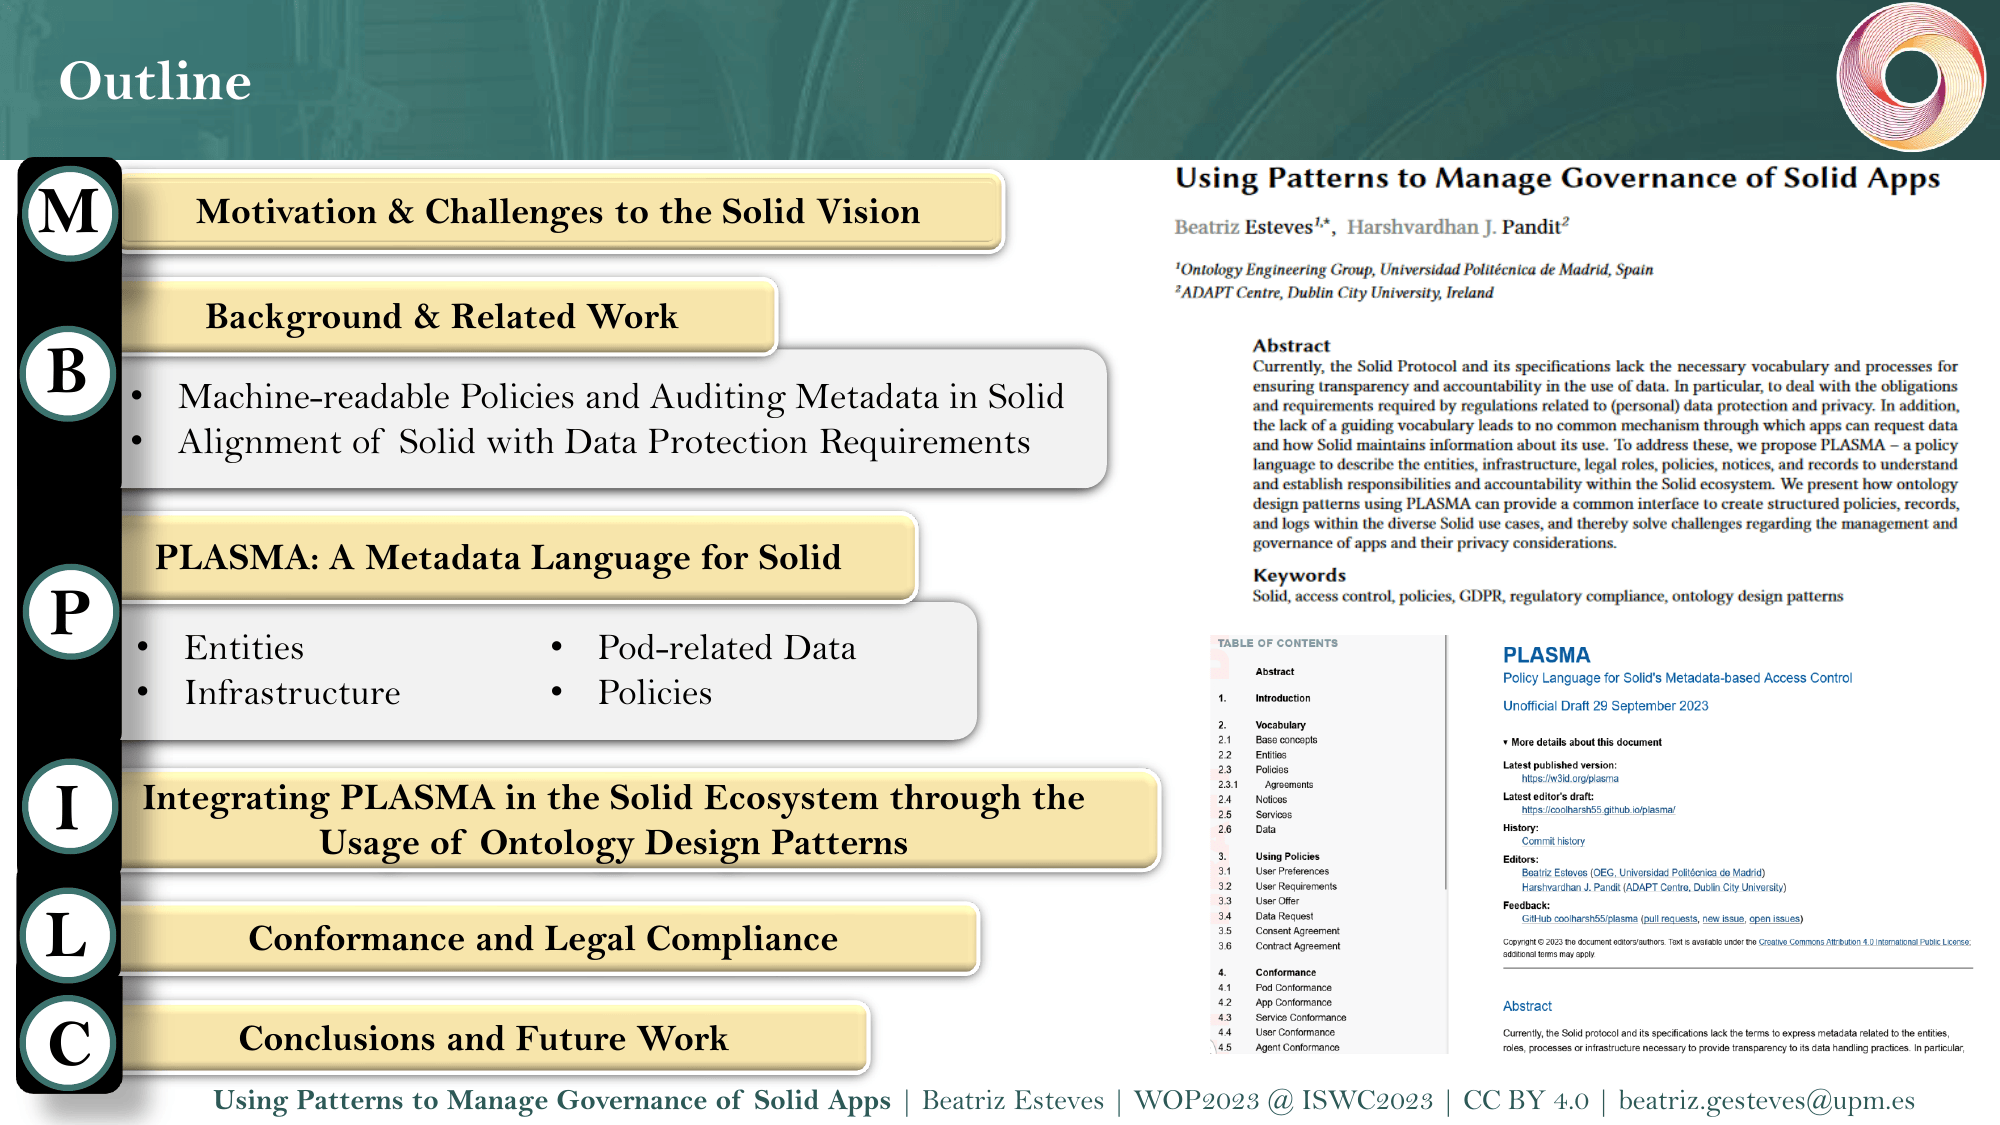 Outline
M
Motivation & Challenges to the Solid Vision
B
Background & Related Work
• Machine-readable Policies and Auditing Metadata in Solid
• Alignment of Solid with Data Protection Requirements
P
PLASMA: A Metadata Language for Solid
• Entities
• Infrastructure
• Pod-related Data
• Policies
I
Integrating PLASMA in the Solid Ecosystem through the
Usage of Ontology Design Patterns
L
Conformance and Legal Compliance
C
Conclusions and Future Work
Using Patterns to Manage Governance of Solid Apps
Beatriz Esteves1,*, Harshvardhan J. Pandit2
1Ontology Engineering Group, Universidad Politécnica de Madrid, Spain
2ADAPT Centre, Dublin City University, Ireland
Abstract
Currently, the Solid Protocol and its specifications lack the necessary vocabulary and processes for
ensuring transparency and accountability in the use of data. In particular, to deal with the obligations
and requirements required by regulations related to (personal) data protection and privacy. In addition,
the lack of a guiding vocabulary leads to no common mechanism through which apps can request data
and how Solid maintains information about its use. To address these, we propose PLASMA – a policy
language to describe the entities, infrastructure, legal roles, policies, notices, and records to understand
and establish responsibilities and accountability within the Solid ecosystem. We present how ontology
design patterns using PLASMA can provide a common interface to create structured policies, records,
and logs within the diverse Solid use cases, and thereby solve challenges regarding the management and
governance of apps and their privacy considerations.
Keywords
Solid, access control, policies, GDPR, regulatory compliance, ontology design patterns
TABLE OF CONTENTS
Abstract
1. Introduction
2. Vocabulary
2.1 Base concepts
2.2 Entities
2.3 Policies
2.3.1 Agreements
2.4 Notices
2.5 Services
2.6 Data
3. Using Policies
3.1 User Preferences
3.2 User Requirements
3.3 User Offer
3.4 Data Request
3.5 Consent Agreement
3.6 Contract Agreement
4. Conformance
4.1 Pod Conformance
4.2 App Conformance
4.3 Service Conformance
4.4 User Conformance
4.5 Agent Conformance
PLASMA
Policy Language for Solid's Metadata-based Access Control
Unofficial Draft 29 September 2023
▾ More details about this document
Latest published version:
https://w3id.org/plasma
Latest editor's draft:
https://coolharsh55.github.io/plasma/
History:
Commit history
Editors:
Beatriz Esteves (OEG, Universidad Politécnica de Madrid)
Harshvardhan J. Pandit (ADAPT Centre, Dublin City University)
Feedback:
GitHub coolharsh55/plasma (pull requests, new issue, open issues)
Copyright © 2023 the document editors/authors. Text is available under the Creative Commons Attribution 4.0 International Public License;
additional terms may apply.
Abstract
Currently, the Solid protocol and its specifications lack the terms to express metadata related to the entities,
roles, processes or infrastructure necessary to provide transparency to its data handling practices. In particular,
Using Patterns to Manage Governance of Solid Apps | Beatriz Esteves | WOP2023 @ ISWC2023 | CC BY 4.0 | beatriz.gesteves@upm.es